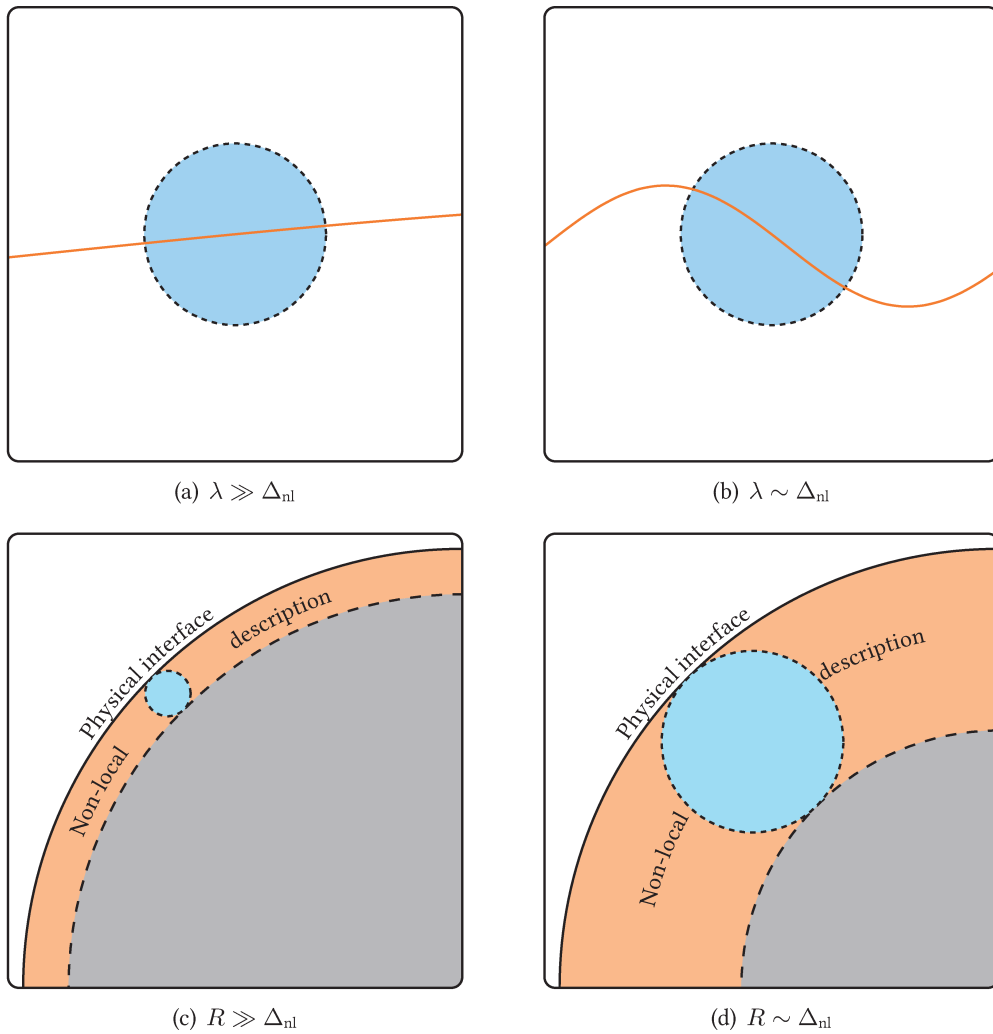 (a) λ ≫ Δnl
(b) λ ∼ Δnl
Physical interface
Non-local
description
Physical interface
Non-local
description
(c) R ≫ Δnl
(d) R ∼ Δnl